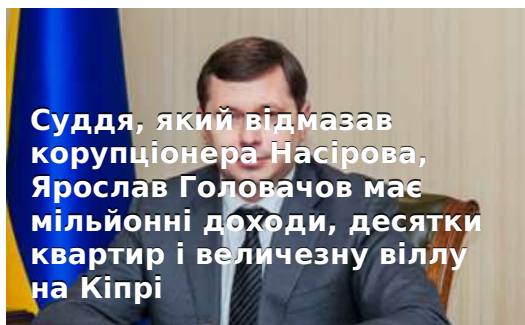 Суддя, який відмазав
корупціонера Насірова,
Ярослав Головачов має
мільйонні доходи, десятки
квартир і величезну віллу
на Кіпрі